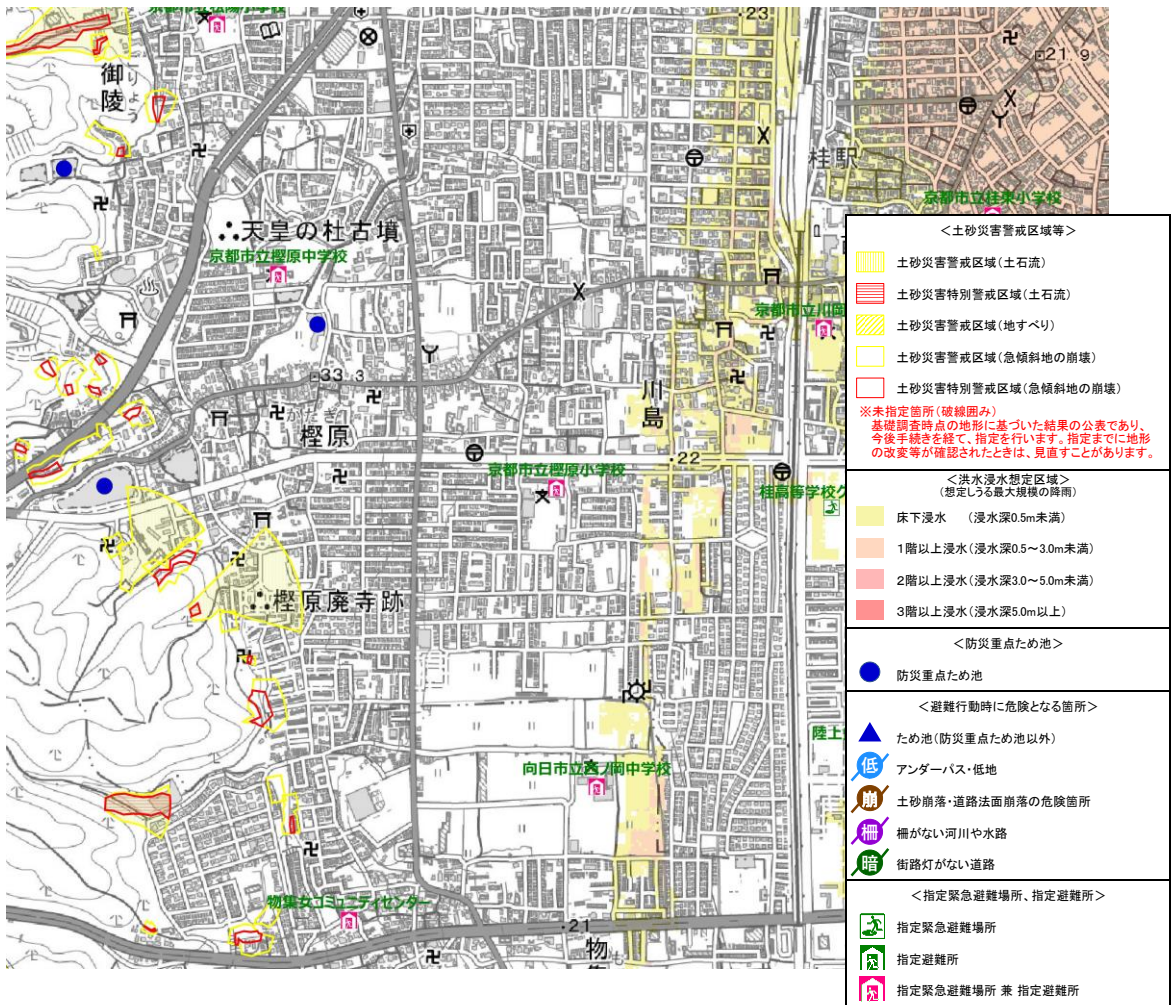 23
21.9
御陵
ごりょう
桂駅
京都市立桂東小学校
天皇の杜古墳
京都市立樫原中学校
京都市立川岡
33.3
かたぎ
樫原
川島
22
京都市立樫原小学校
桂高等学校グ
樫原廃寺跡
陸上
向日市立西ノ岡中学校
物集女コミュニティセンター
21
<土砂災害警戒区域等>
土砂災害警戒区域(土石流)
土砂災害特別警戒区域(土石流)
土砂災害警戒区域(地すべり)
土砂災害警戒区域(急傾斜地の崩壊)
土砂災害特別警戒区域(急傾斜地の崩壊)
※未指定箇所(破線囲み)
基礎調査時点の地形に基づいた結果の公表であり、
今後手続きを経て、指定を行います。指定までに地形
の改変等が確認されたときは、見直すことがあります。
<洪水浸水想定区域>
(想定しうる最大規模の降雨)
床下浸水 (浸水深0.5m未満)
1階以上浸水(浸水深0.5~3.0m未満)
2階以上浸水(浸水深3.0~5.0m未満)
3階以上浸水(浸水深5.0m以上)
<防災重点ため池>
防災重点ため池
<避難行動時に危険となる箇所>
ため池(防災重点ため池以外)
低 アンダーパス・低地
崩 土砂崩落・道路法面崩落の危険箇所
柵 柵がない河川や水路
暗 街路灯がない道路
<指定緊急避難場所、指定避難所>
指定緊急避難場所
指定避難所
指定緊急避難場所 兼 指定避難所